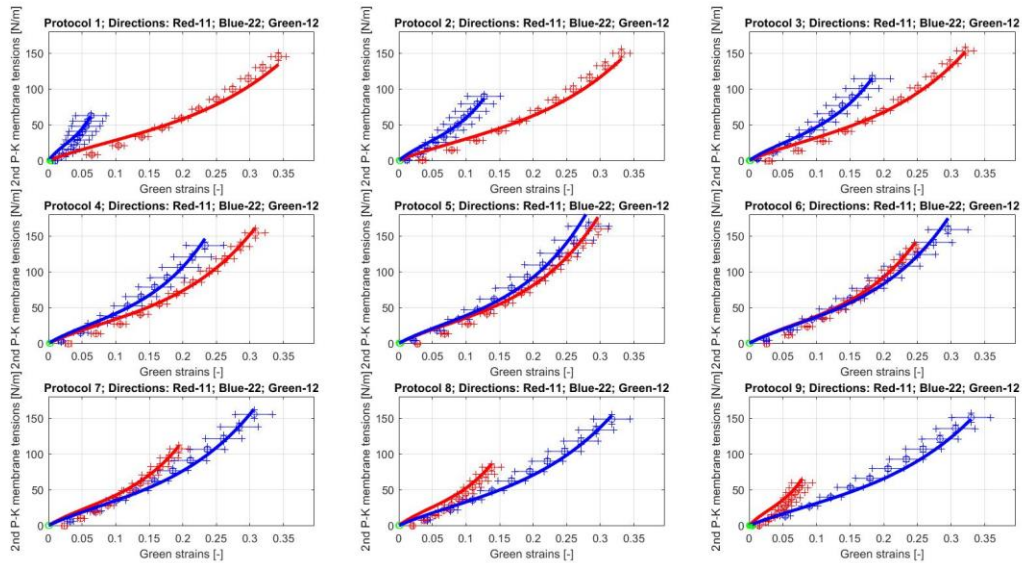 Protocol 1; Directions: Red-11; Blue-22; Green-12
Protocol 2; Directions: Red-11; Blue-22; Green-12
Protocol 3; Directions: Red-11; Blue-22; Green-12
2nd P-K membrane tensions [N/m]
0 50 100 150
0 0.05 0.1 0.15 0.2 0.25 0.3 0.35
Green strains [-]
2nd P-K membrane tensions [N/m]
0 50 100 150
0 0.05 0.1 0.15 0.2 0.25 0.3 0.35
Green strains [-]
2nd P-K membrane tensions [N/m]
0 50 100 150
0 0.05 0.1 0.15 0.2 0.25 0.3 0.35
Green strains [-]
Protocol 4; Directions: Red-11; Blue-22; Green-12
Protocol 5; Directions: Red-11; Blue-22; Green-12
Protocol 6; Directions: Red-11; Blue-22; Green-12
2nd P-K membrane tensions [N/m]
0 50 100 150
0 0.05 0.1 0.15 0.2 0.25 0.3 0.35
Green strains [-]
2nd P-K membrane tensions [N/m]
0 50 100 150
0 0.05 0.1 0.15 0.2 0.25 0.3 0.35
Green strains [-]
2nd P-K membrane tensions [N/m]
0 50 100 150
0 0.05 0.1 0.15 0.2 0.25 0.3 0.35
Green strains [-]
Protocol 7; Directions: Red-11; Blue-22; Green-12
Protocol 8; Directions: Red-11; Blue-22; Green-12
Protocol 9; Directions: Red-11; Blue-22; Green-12
2nd P-K membrane tensions [N/m]
0 50 100 150
0 0.05 0.1 0.15 0.2 0.25 0.3 0.35
Green strains [-]
2nd P-K membrane tensions [N/m]
0 50 100 150
0 0.05 0.1 0.15 0.2 0.25 0.3 0.35
Green strains [-]
2nd P-K membrane tensions [N/m]
0 50 100 150
0 0.05 0.1 0.15 0.2 0.25 0.3 0.35
Green strains [-]